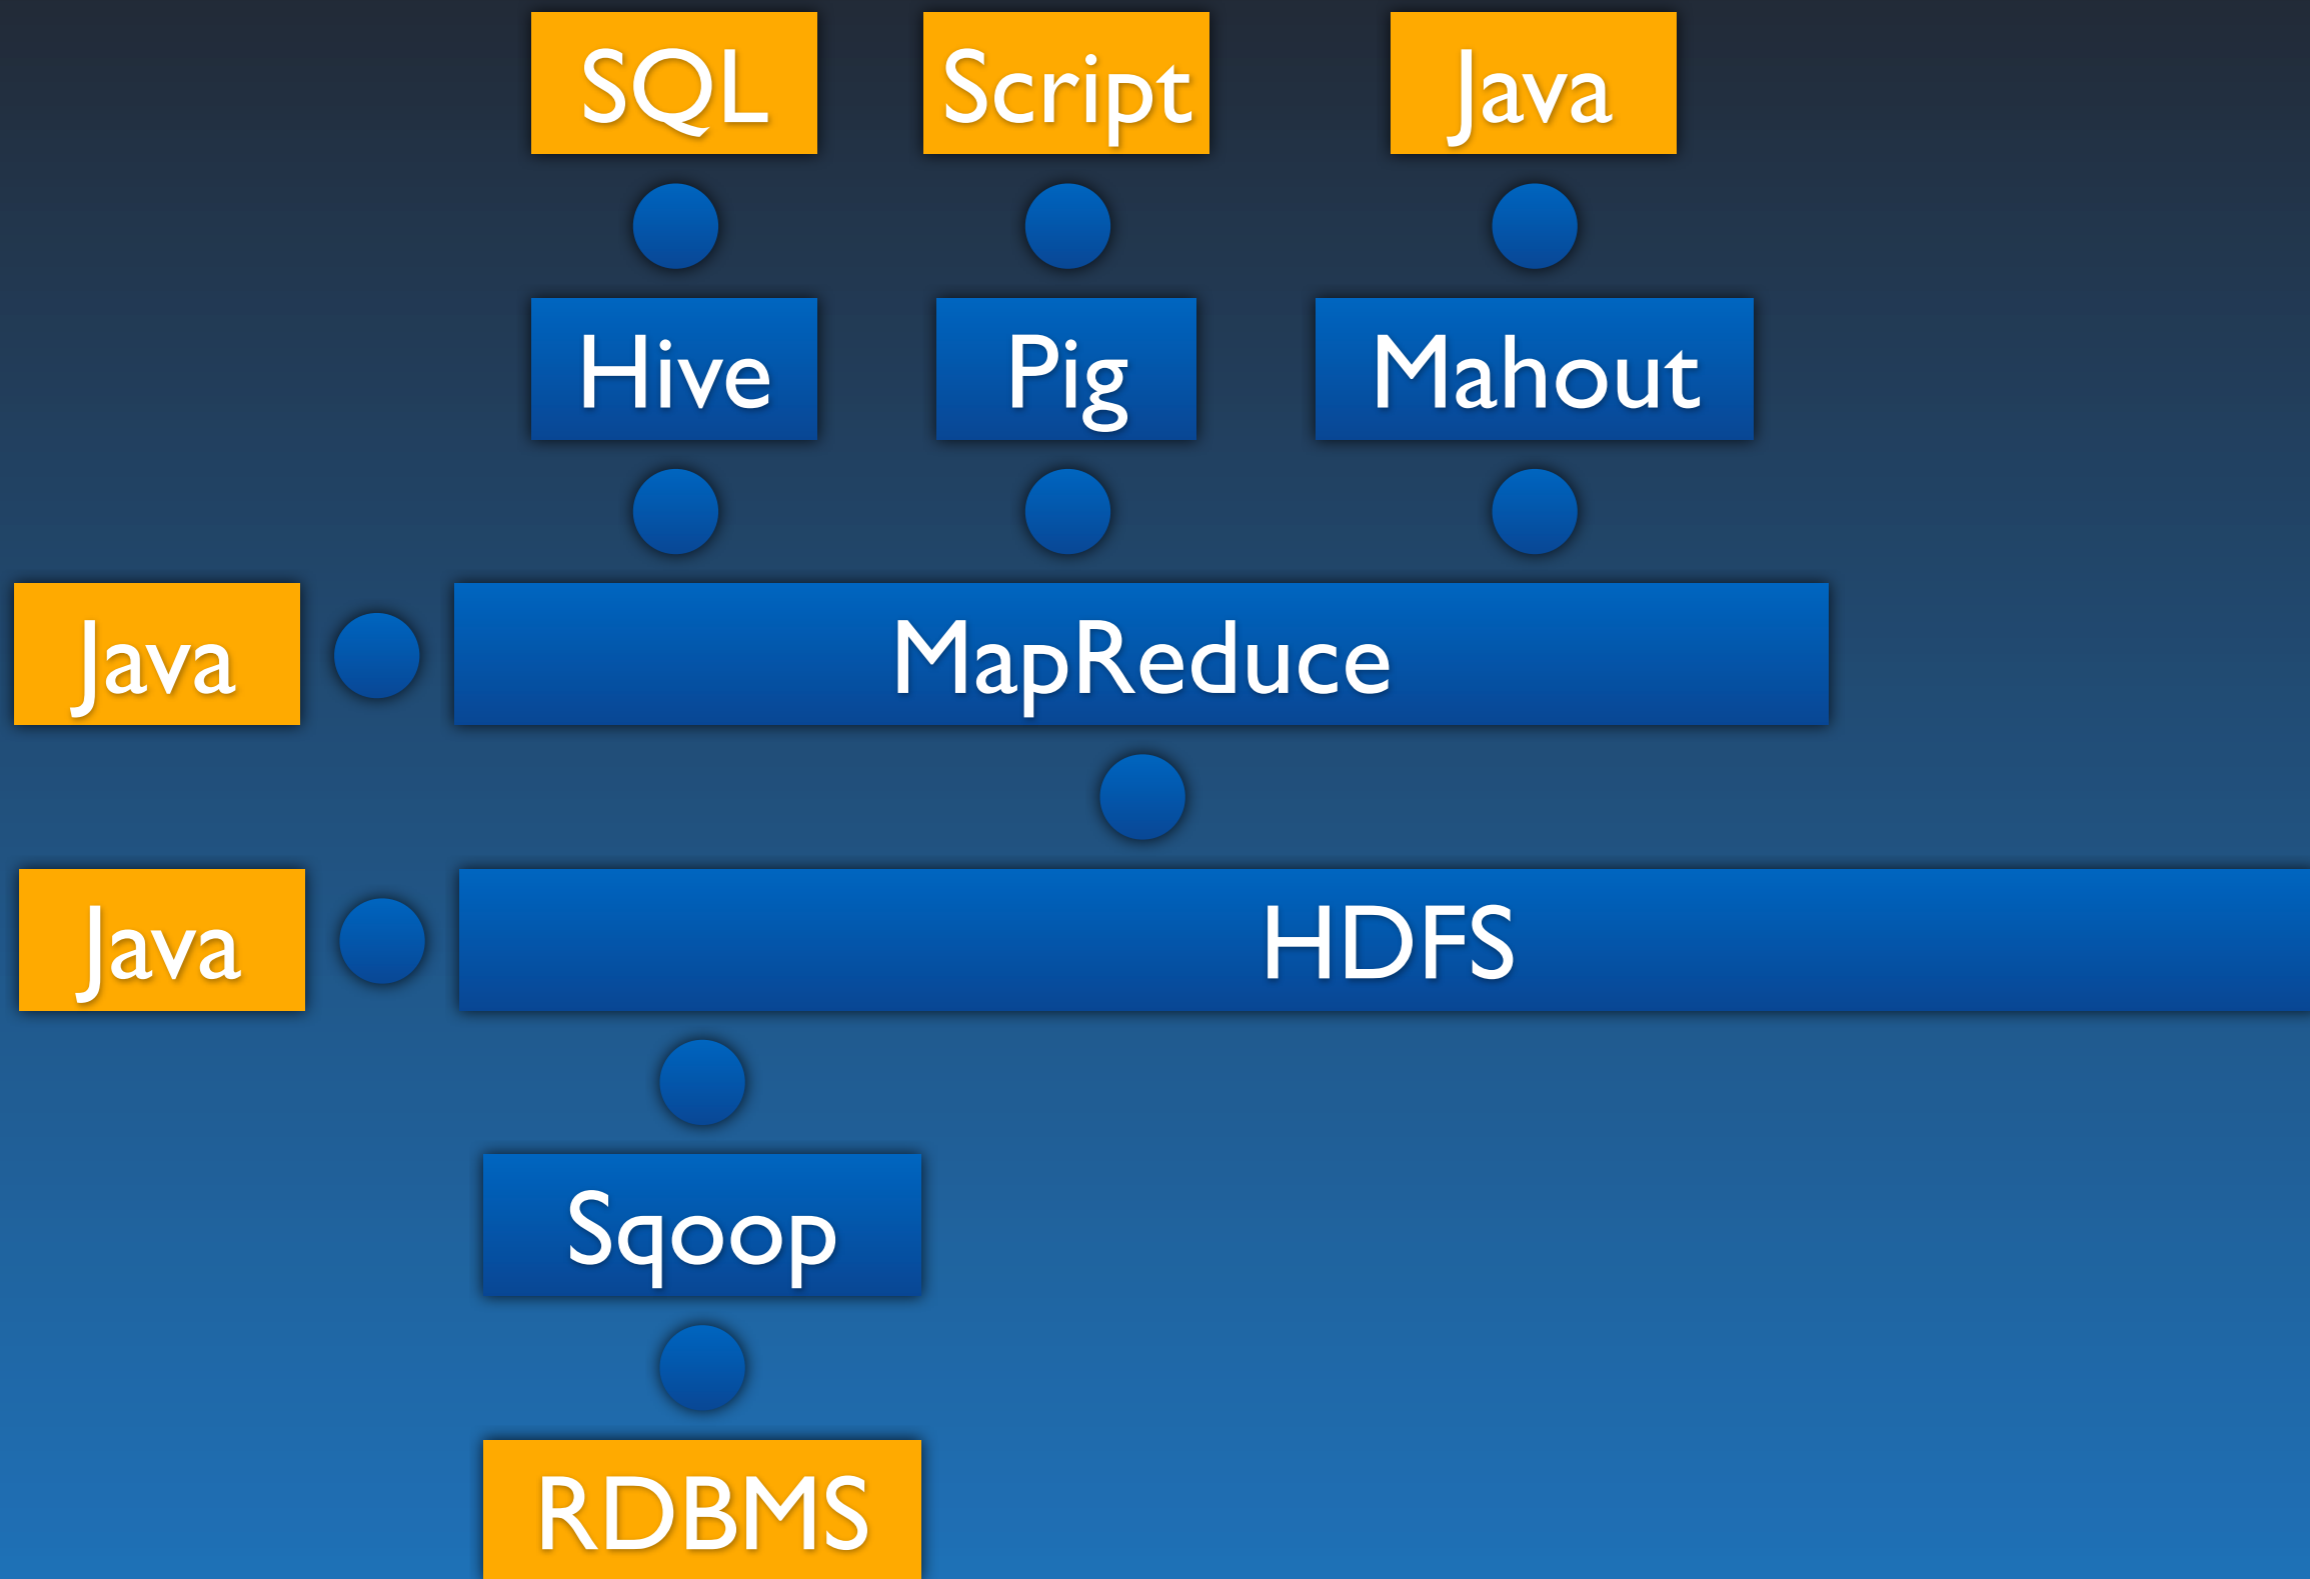 SQL
Script
Java
Hive
Pig
Mahout
Java
MapReduce
Java
HDFS
Sqoop
RDBMS